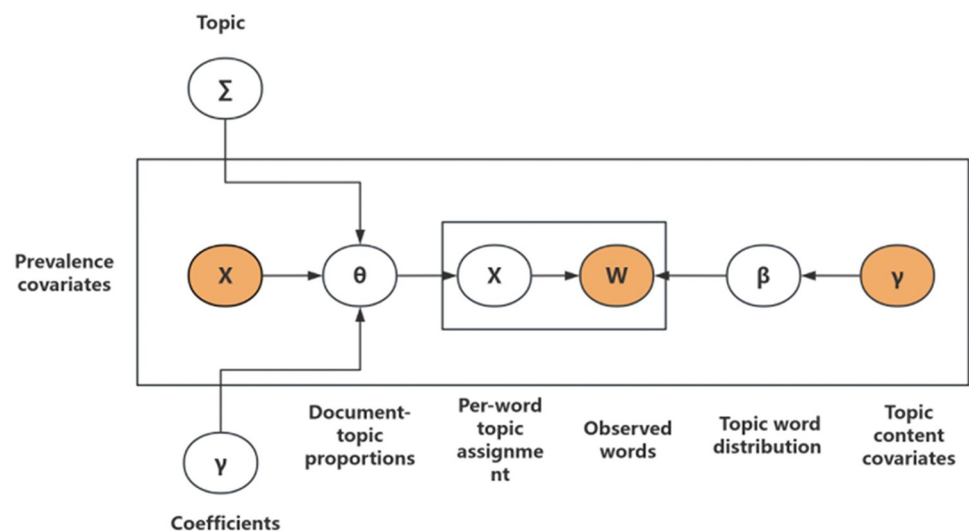 Topic
Σ
Prevalence
covariates
X
θ
X
W
β
γ
Document-
topic
proportions
Per-word
topic
assignme
nt
Observed
words
Topic word
distribution
Topic
content
covariates
γ
Coefficients